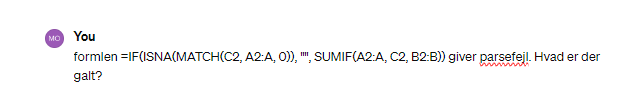 MO You
formlen =IF(ISNA(MATCH(C2, A2:A, 0)), "", SUMIF(A2:A, C2, B2:B)) giver parsefejl. Hvad er der
galt?